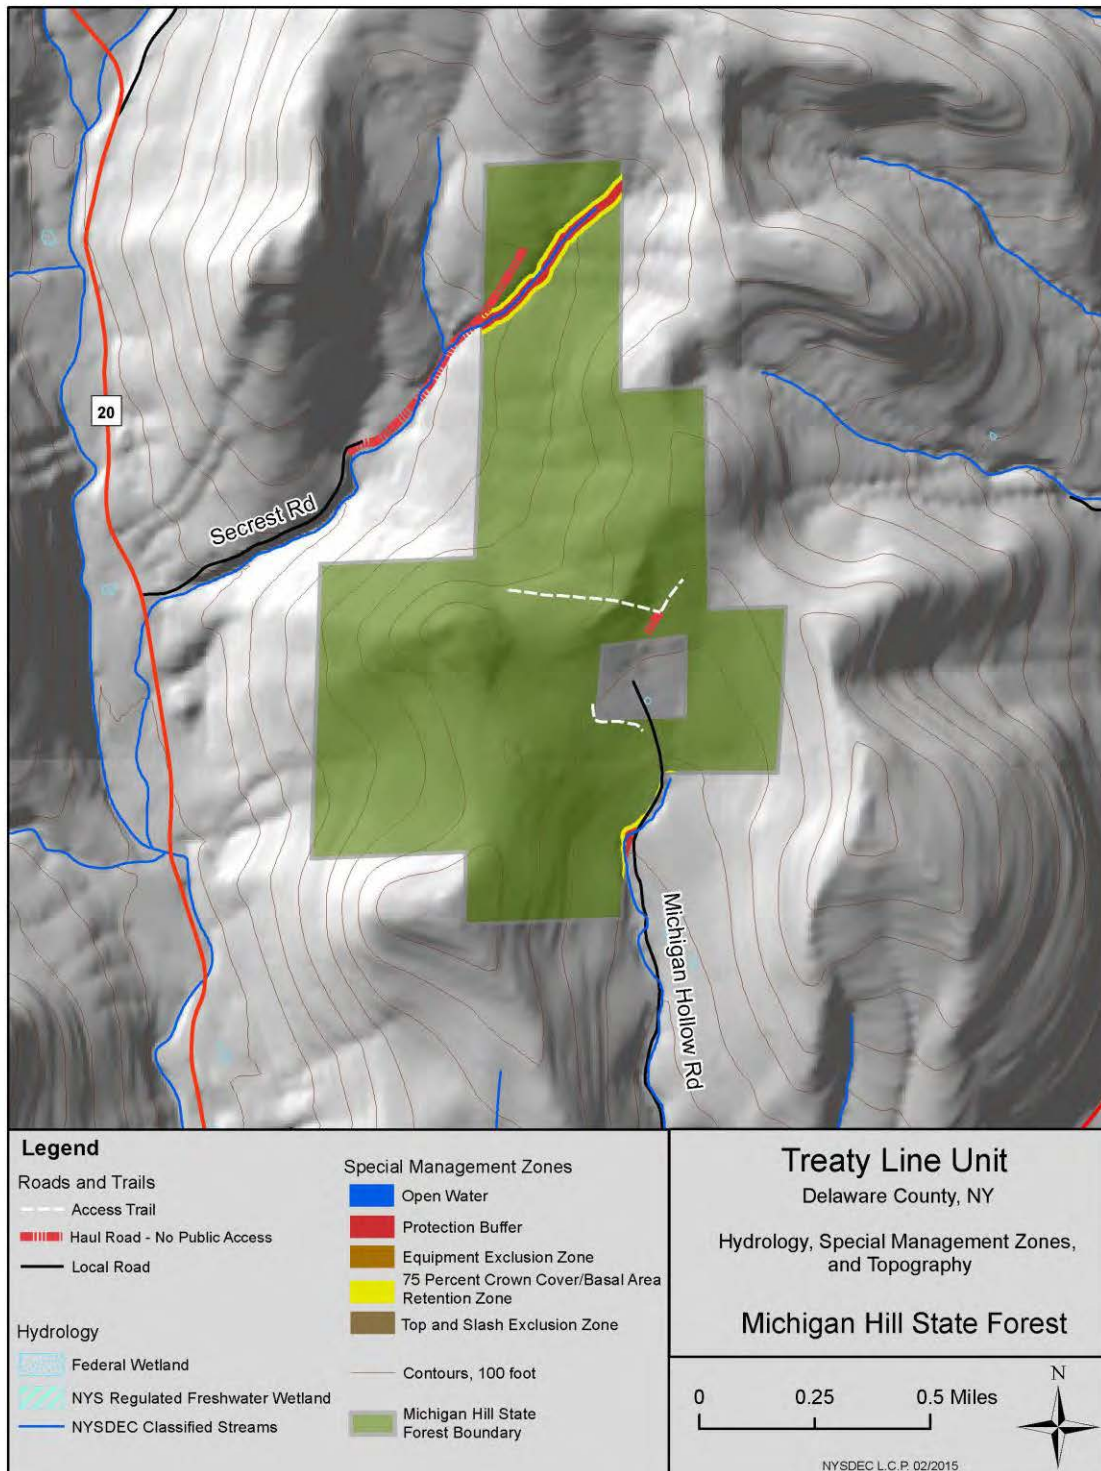 20
Secrest Rd
Michigan Hollow Rd
Legend
Roads and Trails
Access Trail
Haul Road - No Public Access
Local Road
Hydrology
Federal Wetland
NYS Regulated Freshwater Wetland
NYSDEC Classified Streams
Special Management Zones
Open Water
Protection Buffer
Equipment Exclusion Zone
75 Percent Crown Cover/Basal Area
Retention Zone
Top and Slash Exclusion Zone
Contours, 100 foot
Michigan Hill State
Forest Boundary
Treaty Line Unit
Delaware County, NY
Hydrology, Special Management Zones,
and Topography
Michigan Hill State Forest
0 0.25 0.5 Miles
N
NYSDEC L.C.P. 02/2015